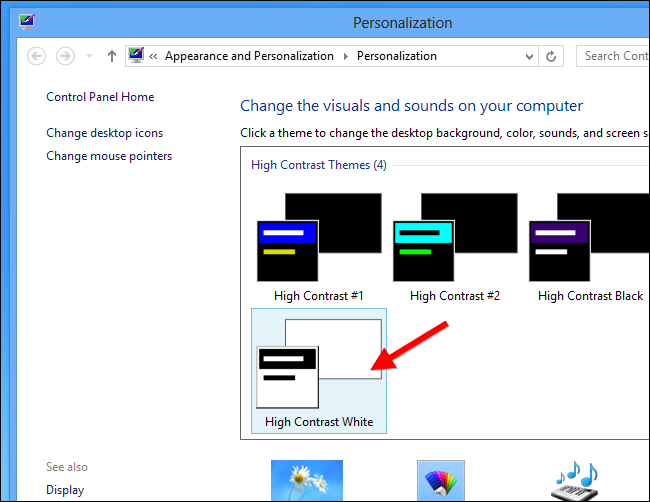 Personalization
« Appearance and Personalization Personalization
Search Cont
Control Panel Home
Change desktop icons
Change mouse pointers
Change the visuals and sounds on your computer
Click a theme to change the desktop background, color, sounds, and screen s
High Contrast Themes (4)
High Contrast #1
High Contrast #2
High Contrast Black
High Contrast White
See also
Display